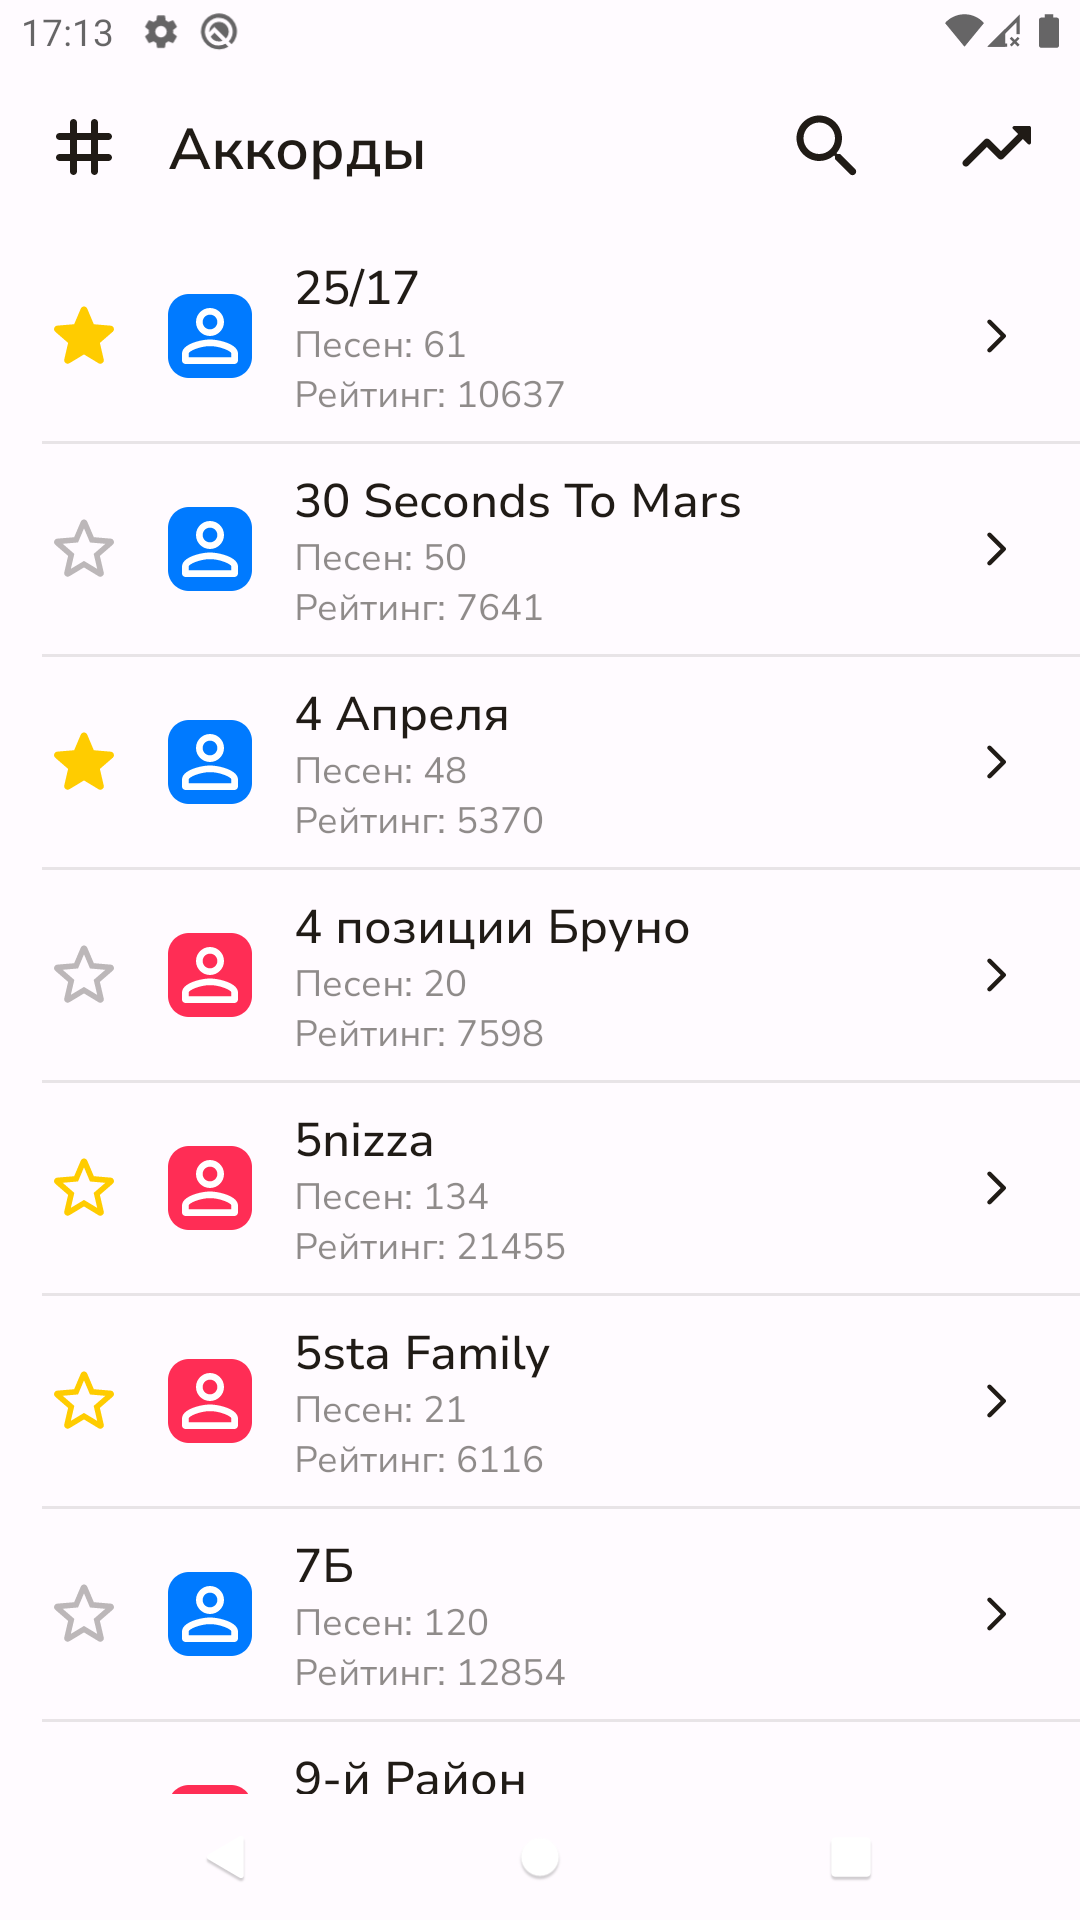 17:13
Аккорды
25/17
Песен: 61
Рейтинг: 10637
30 Seconds To Mars
Песен: 50
Рейтинг: 7641
4 Апреля
Песен: 48
Рейтинг: 5370
4 позиции Бруно
Песен: 20
Рейтинг: 7598
5nizza
Песен: 134
Рейтинг: 21455
5sta Family
Песен: 21
Рейтинг: 6116
7Б
Песен: 120
Рейтинг: 12854
9-й Район